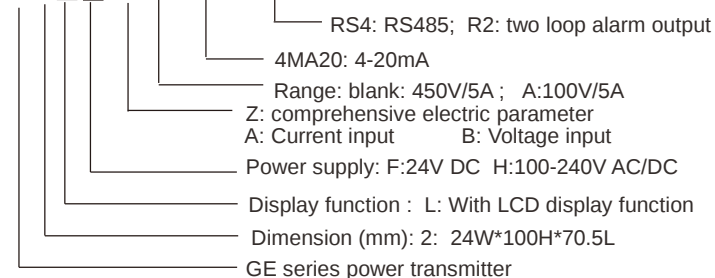 RS4: RS485; R2: two loop alarm output
4MA20: 4-20mA
Range: blank: 450V/5A ; A:100V/5A
Z: comprehensive electric parameter
A: Current input B: Voltage input
Power supply: F:24V DC H:100-240V AC/DC
Display function : L: With LCD display function
Dimension (mm): 2: 24W*100H*70.5L
GE series power transmitter